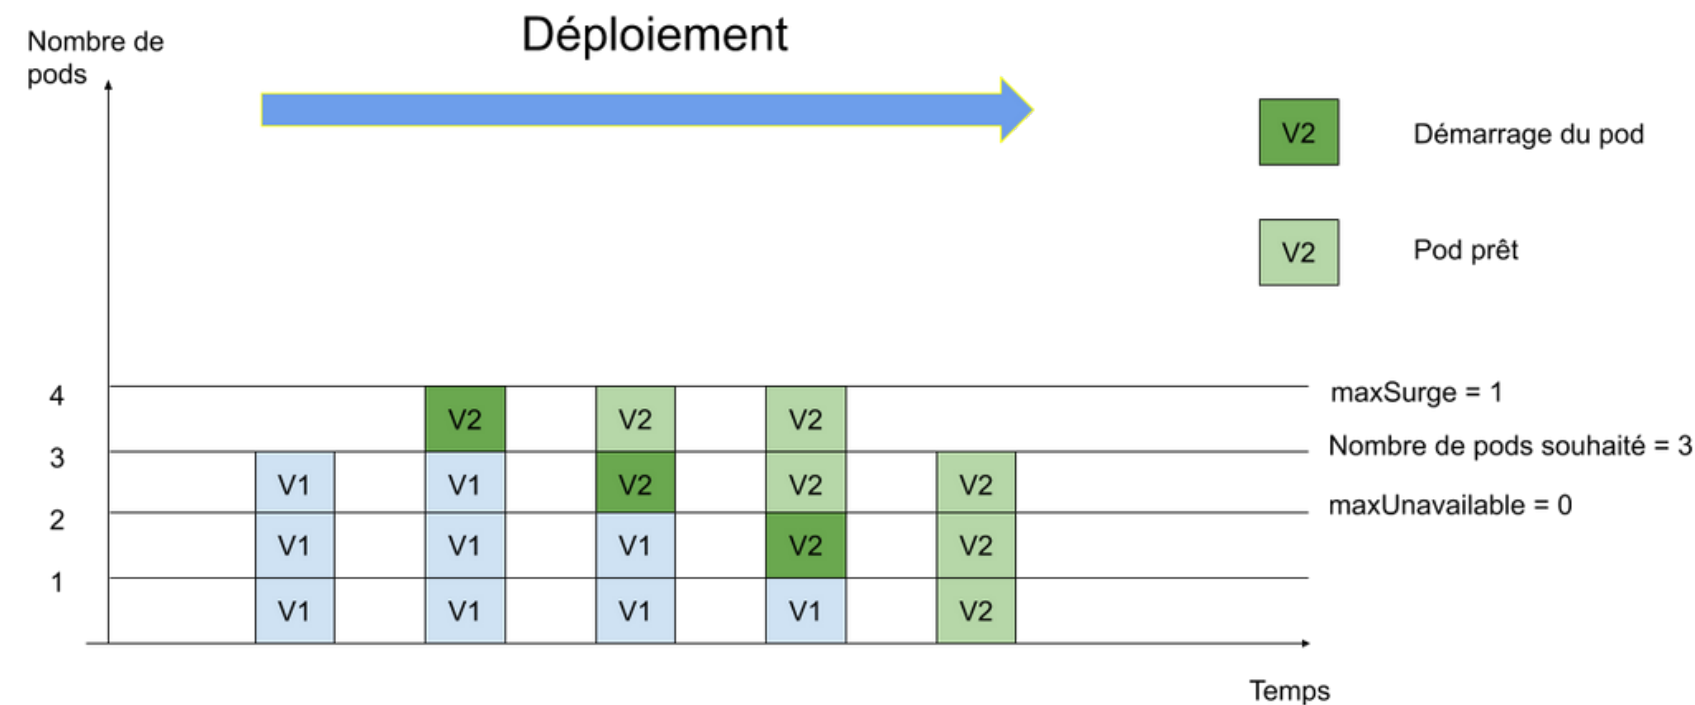 Déploiement
Nombre de
pods
V2 Démarrage du pod
V2 Pod prêt
4 V2 V2 V2 maxSurge = 1
3 V1 V1 V2 V2 V2 Nombre de pods souhaité = 3
2 V1 V1 V1 V2 V2 maxUnavailable = 0
1 V1 V1 V1 V1 V2
Temps